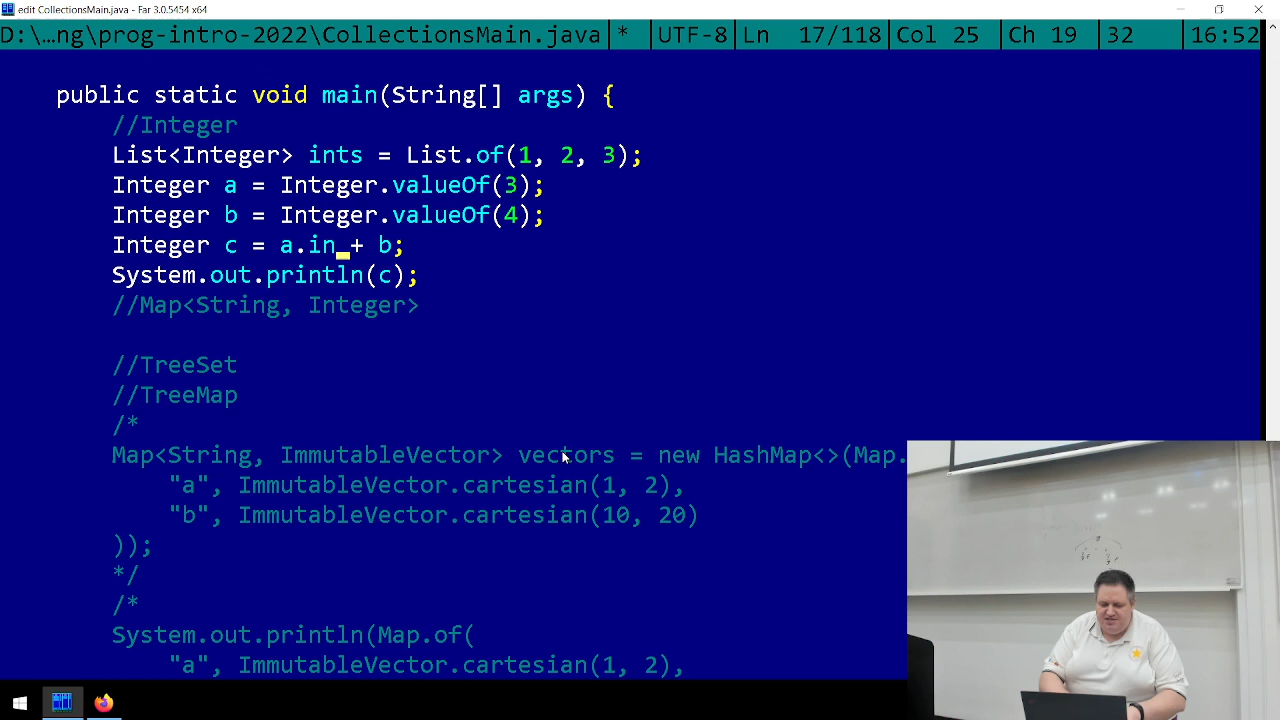 edit CollectionsMain.java - Far 3.0.5454 x64
D:\…ng\prog-intro-2022\CollectionsMain.java * UTF-8 Ln 17/118 Col 25 Ch 19 32 16:52
public static void main(String[] args) {
//Integer
List<Integer> ints = List.of(1, 2, 3);
Integer a = Integer.valueOf(3);
Integer b = Integer.valueOf(4);
Integer c = a.in + b;
System.out.println(c);
//Map<String, Integer>
//TreeSet
//TreeMap
/*
Map<String, ImmutableVector> vectors = new HashMap<>(Map.
"a", ImmutableVector.cartesian(1, 2),
"b", ImmutableVector.cartesian(10, 20)
));
*/
/*
System.out.println(Map.of(
"a", ImmutableVector.cartesian(1, 2),